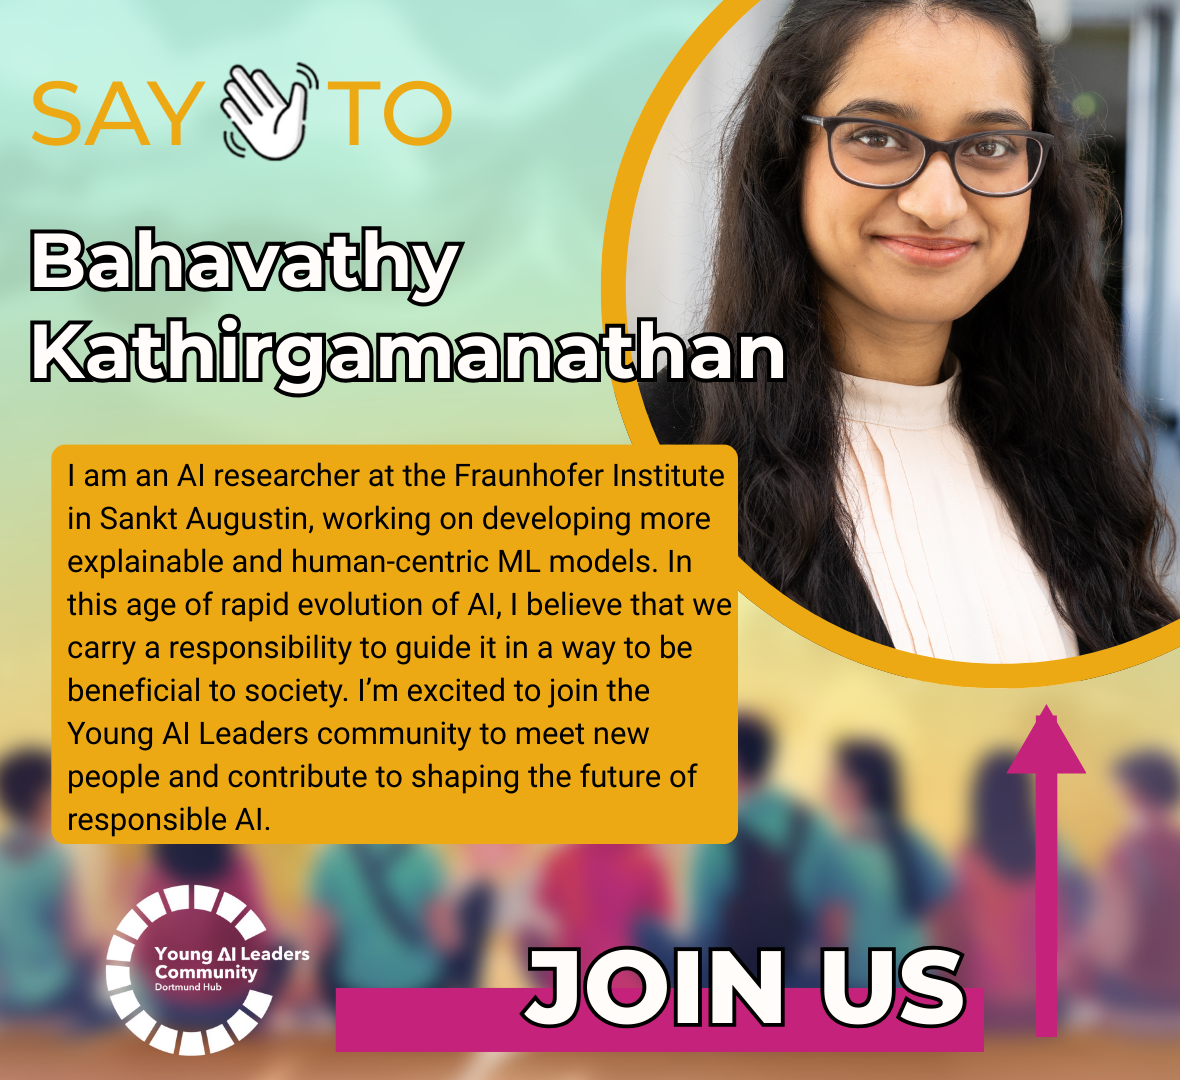 SAY TO
Bahavathy
Kathirgamanathan
I am an AI researcher at the Fraunhofer Institute
in Sankt Augustin, working on developing more
explainable and human-centric ML models. In
this age of rapid evolution of AI, I believe that we
carry a responsibility to guide it in a way to be
beneficial to society. I’m excited to join the
Young AI Leaders community to meet new
people and contribute to shaping the future of
responsible AI.
Young AI Leaders
Community
Dortmund Hub
JOIN US